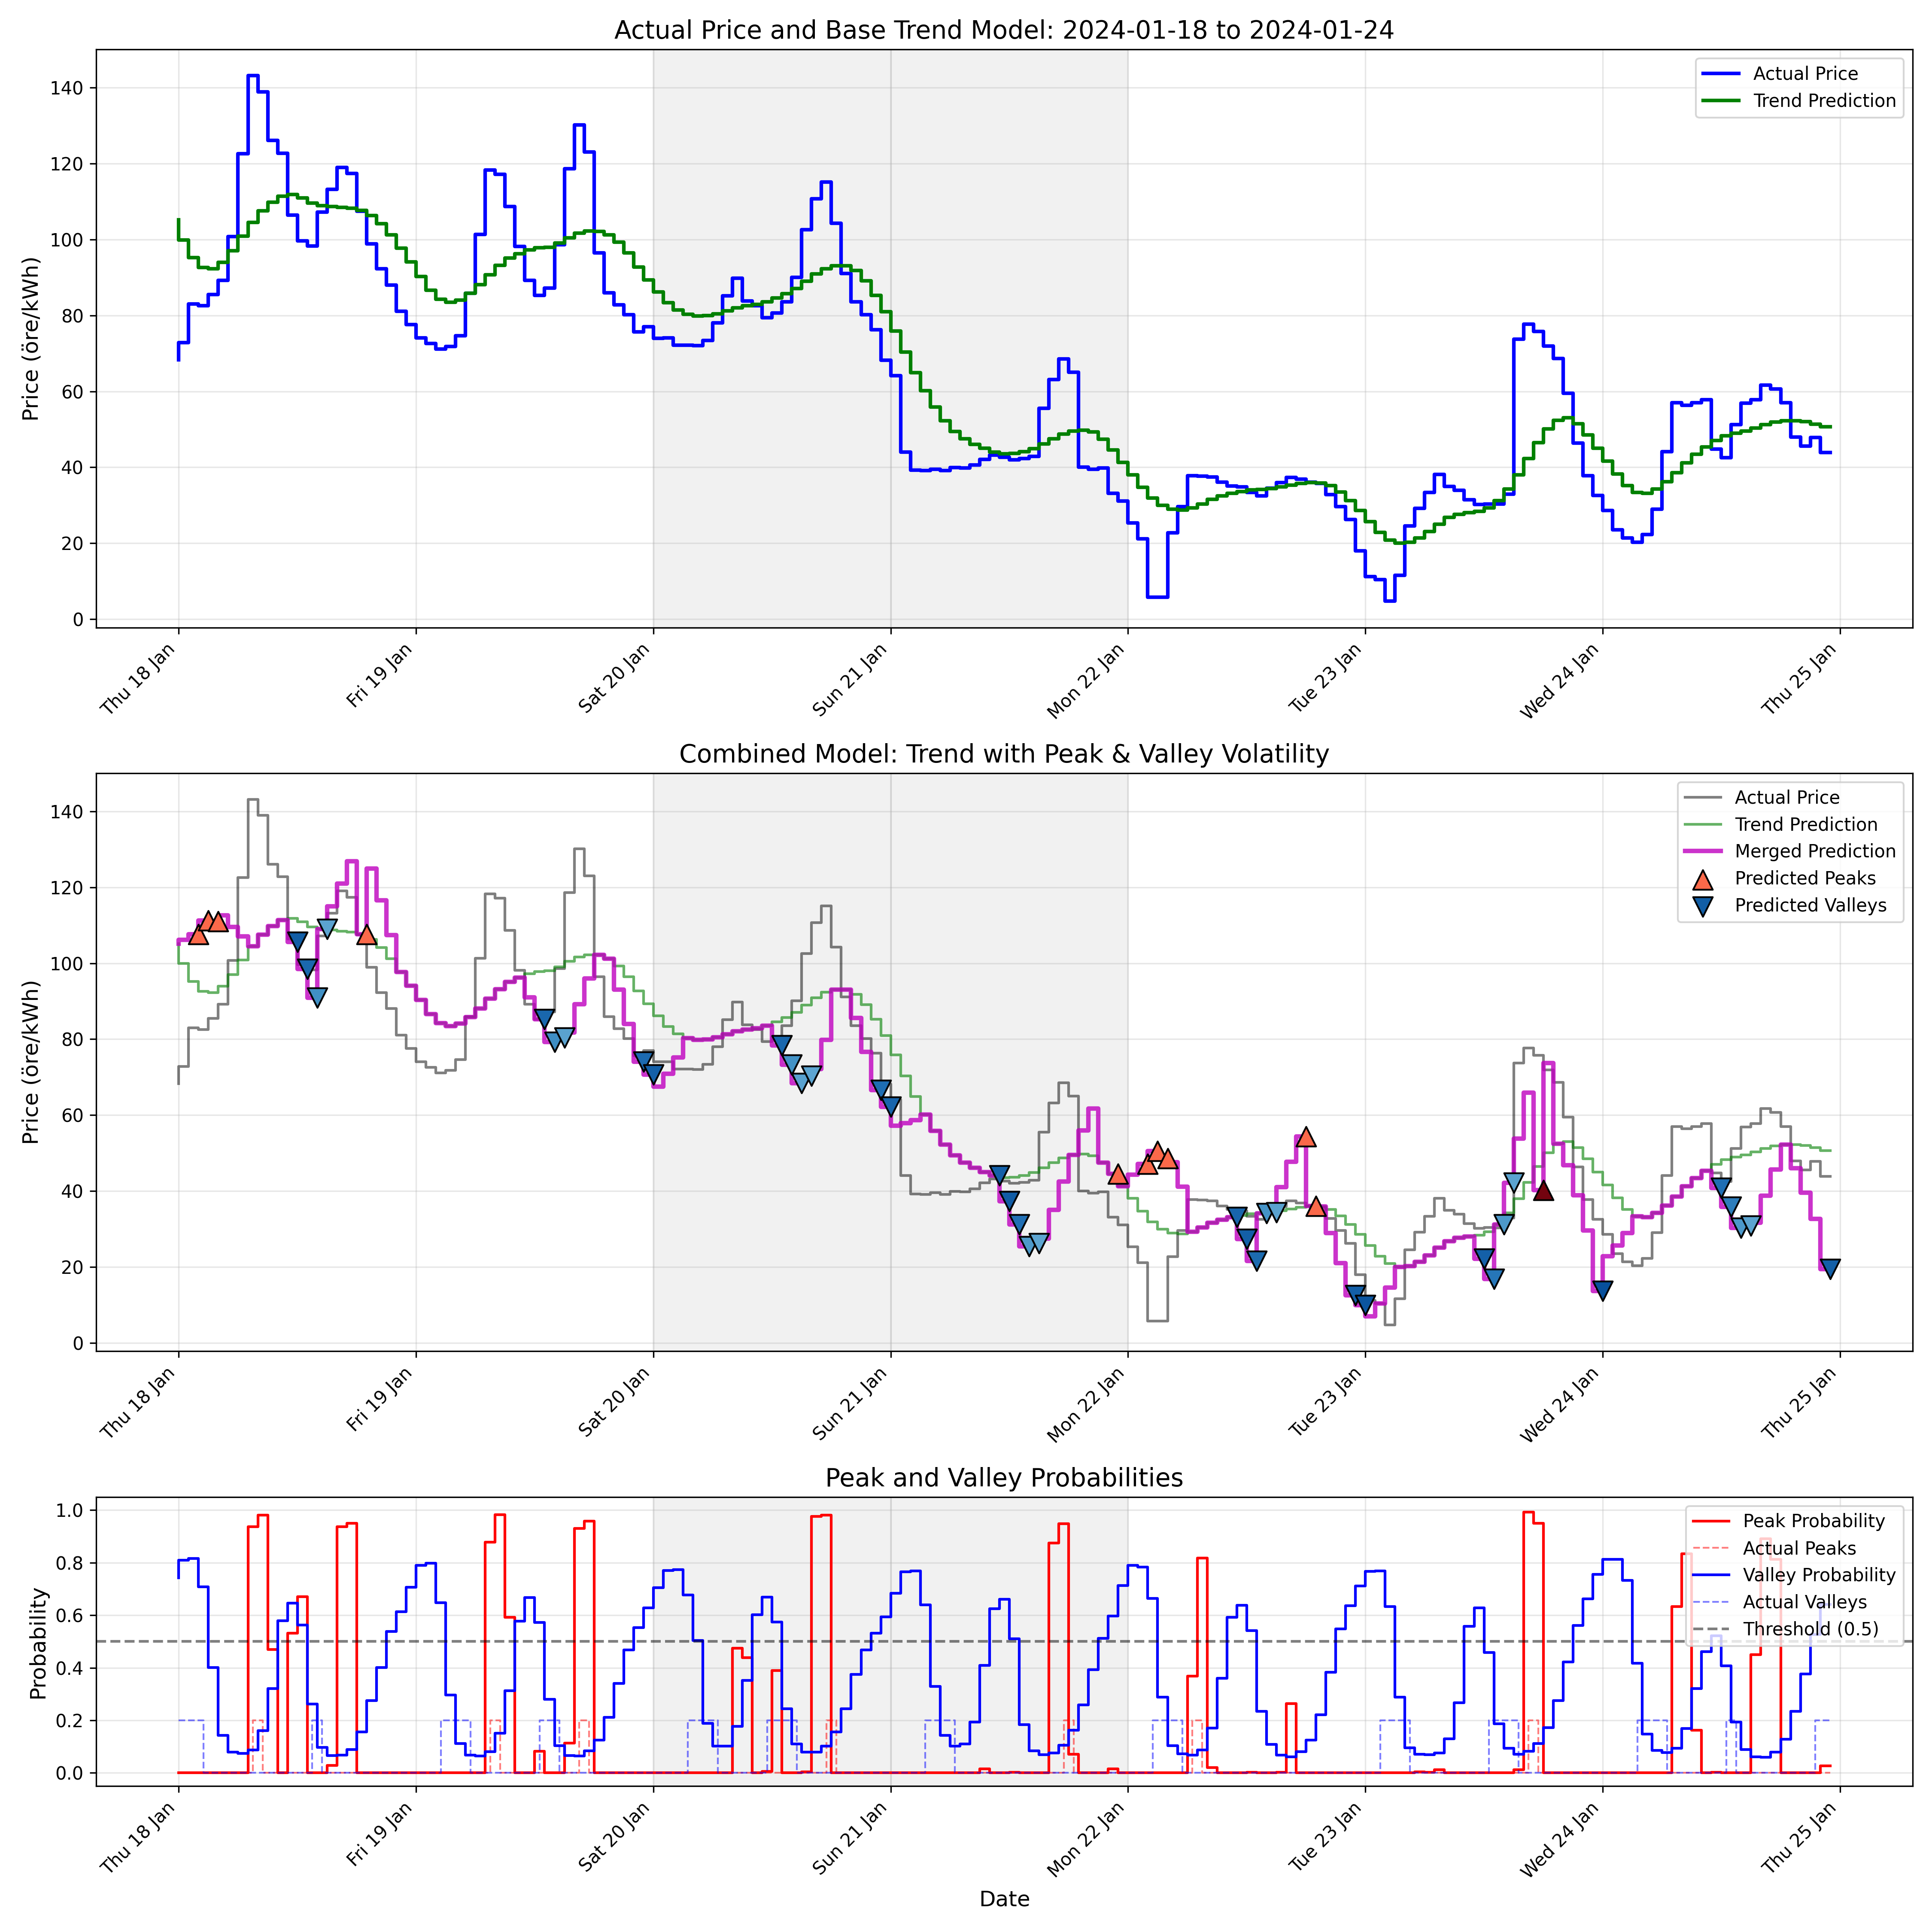 Actual Price and Base Trend Model: 2024-01-18 to 2024-01-24
Price (öre/kWh)
140
120
100
80
60
40
20
0
Actual Price
Trend Prediction
Thu 18 Jan
Fri 19 Jan
Sat 20 Jan
Sun 21 Jan
Mon 22 Jan
Tue 23 Jan
Wed 24 Jan
Thu 25 Jan
Combined Model: Trend with Peak & Valley Volatility
Price (öre/kWh)
140
120
100
80
60
40
20
0
Actual Price
Trend Prediction
Merged Prediction
Predicted Peaks
Predicted Valleys
Thu 18 Jan
Fri 19 Jan
Sat 20 Jan
Sun 21 Jan
Mon 22 Jan
Tue 23 Jan
Wed 24 Jan
Thu 25 Jan
Peak and Valley Probabilities
Probability
1.0
0.8
0.6
0.4
0.2
0.0
Peak Probability
Actual Peaks
Valley Probability
Actual Valleys
Threshold (0.5)
Thu 18 Jan
Fri 19 Jan
Sat 20 Jan
Sun 21 Jan
Mon 22 Jan
Tue 23 Jan
Wed 24 Jan
Thu 25 Jan
Date